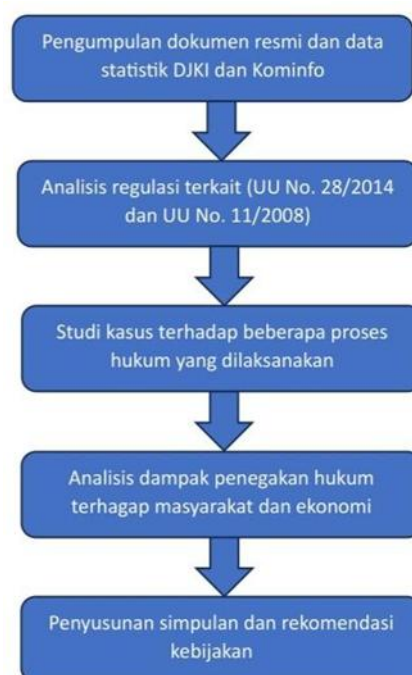 Pengumpulan dokumen resmi dan data
statistik DJKI dan Kominfo
Analisis regulasi terkait (UU No. 28/2014
dan UU No. 11/2008)
Studi kasus terhadap beberapa proses
hukum yang dilaksanakan
Analisis dampak penegakan hukum
terhagap masyarakat dan ekonomi
Penyusunan simpulan dan rekomendasi
kebijakan